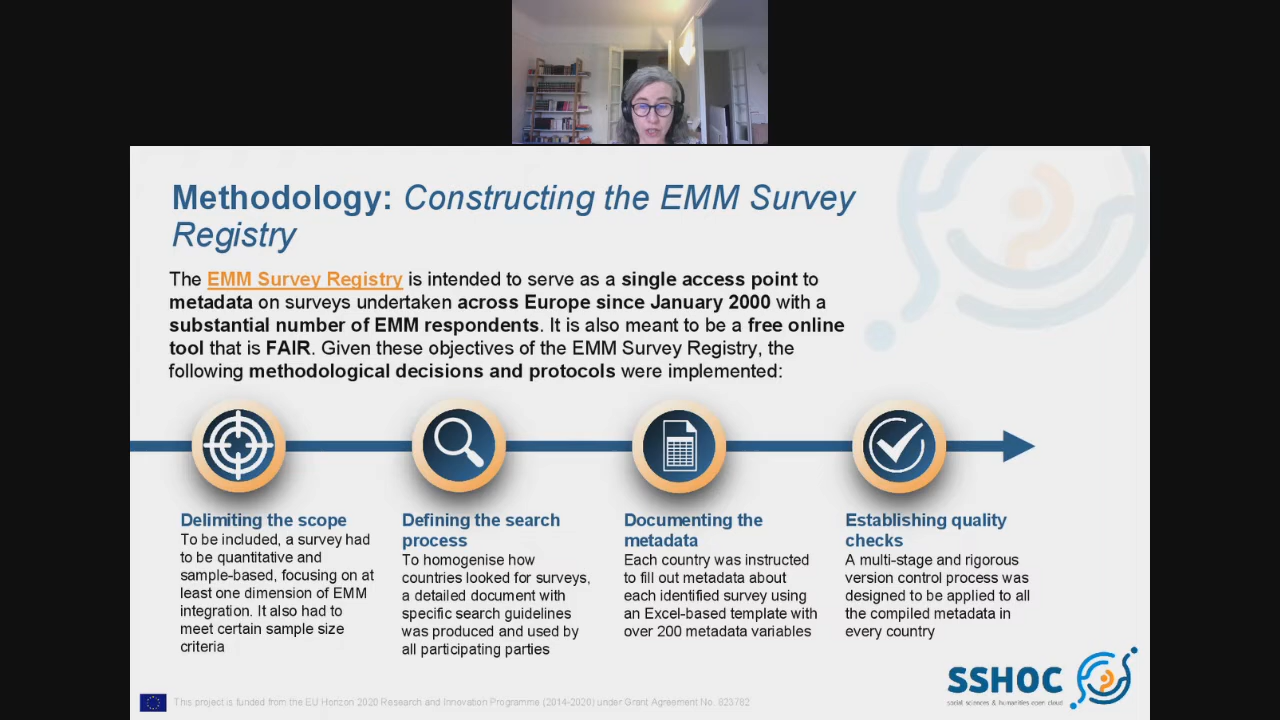 Methodology: Constructing the EMM Survey
Registry
The EMM Survey Registry is intended to serve as a single access point to
metadata on surveys undertaken across Europe since January 2000 with a
substantial number of EMM respondents. It is also meant to be a free online
tool that is FAIR. Given these objectives of the EMM Survey Registry, the
following methodological decisions and protocols were implemented:
Delimiting the scope
To be included, a survey had
to be quantitative and
sample-based, focusing on at
least one dimension of EMM
integration. It also had to
meet certain sample size
criteria
Defining the search
process
To homogenise how
countries looked for surveys,
a detailed document with
specific search guidelines
was produced and used by
all participating parties
Documenting the
metadata
Each country was instructed
to fill out metadata about
each identified survey using
an Excel-based template with
over 200 metadata variables
Establishing quality
checks
A multi-stage and rigorous
version control process was
designed to be applied to all
the compiled metadata in
every country
SSHOC
social sciences & humanities open cloud
This project is funded from the EU Horizon 2020 Research and Innovation Programme (2014-2020) under Grant Agreement No. 823782